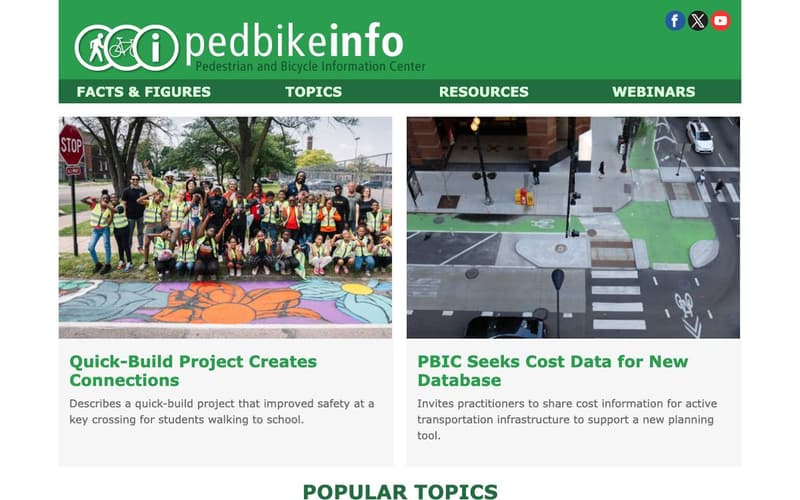 i pedbikeinfo
Pedestrian and Bicycle Information Center
FACTS & FIGURES
TOPICS
RESOURCES
WEBINARS
STOP
Quick-Build Project Creates
Connections
Describes a quick-build project that improved safety at a
key crossing for students walking to school.
PBIC Seeks Cost Data for New
Database
Invites practitioners to share cost information for active
transportation infrastructure to support a new planning
tool.
POPULAR TOPICS